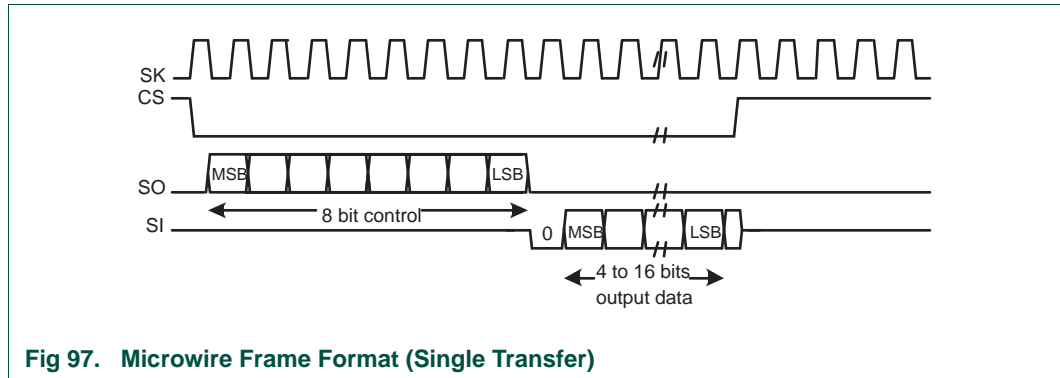 SK
CS
SO
MSB
LSB
8 bit control
SI
0
MSB
LSB
4 to 16 bits
output data
Fig 97. Microwire Frame Format (Single Transfer)